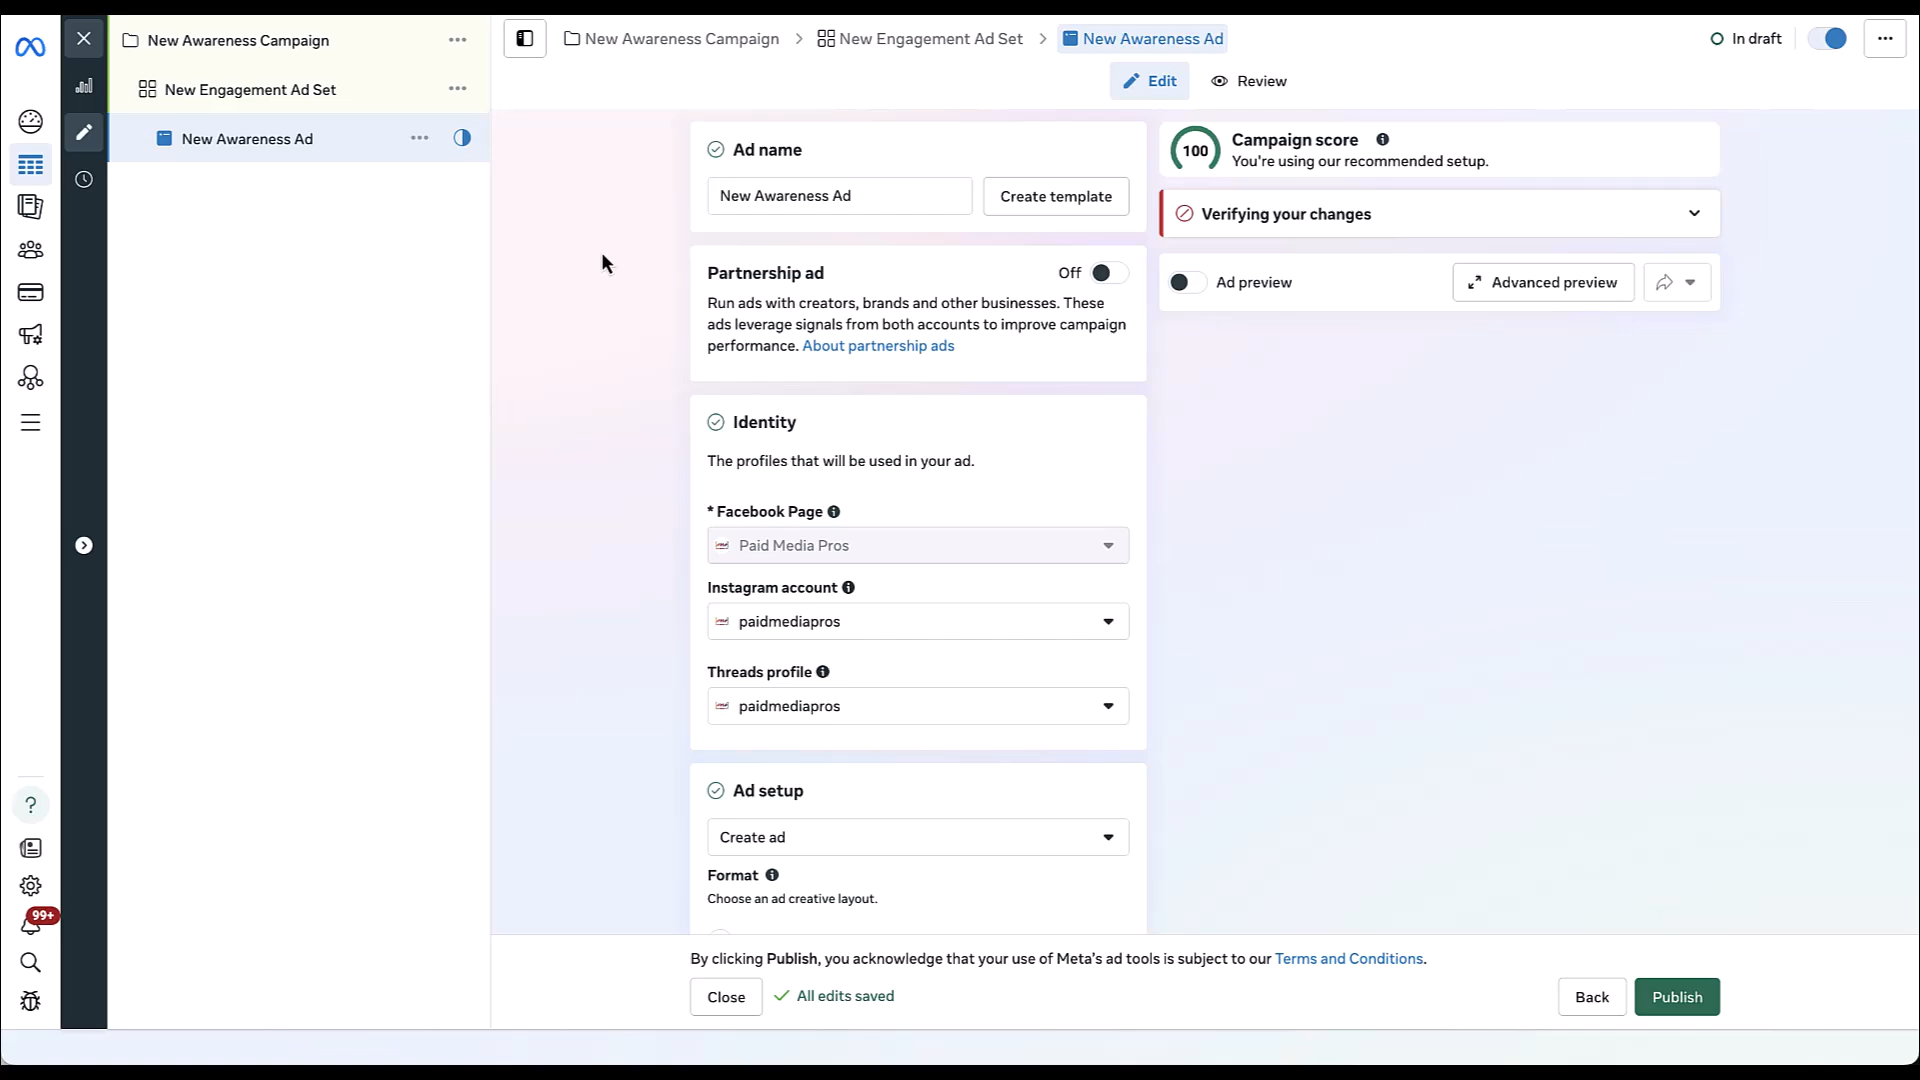 New Awareness Campaign
New Engagement Ad Set
New Awareness Ad
New Awareness Campaign
New Engagement Ad Set
New Awareness Ad
In draft
Edit
Review
Ad name
New Awareness Ad
Create template
Partnership ad
Off
Run ads with creators, brands and other businesses. These
ads leverage signals from both accounts to improve campaign
performance. About partnership ads
Identity
The profiles that will be used in your ad.
* Facebook Page
Paid Media Pros
Instagram account
paidmediapros
Threads profile
paidmediapros
Ad setup
Create ad
Format
Choose an ad creative layout.
100
Campaign score
You're using our recommended setup.
Verifying your changes
Ad preview
Advanced preview
99+
By clicking Publish, you acknowledge that your use of Meta's ad tools is subject to our Terms and Conditions.
Close
All edits saved
Back
Publish